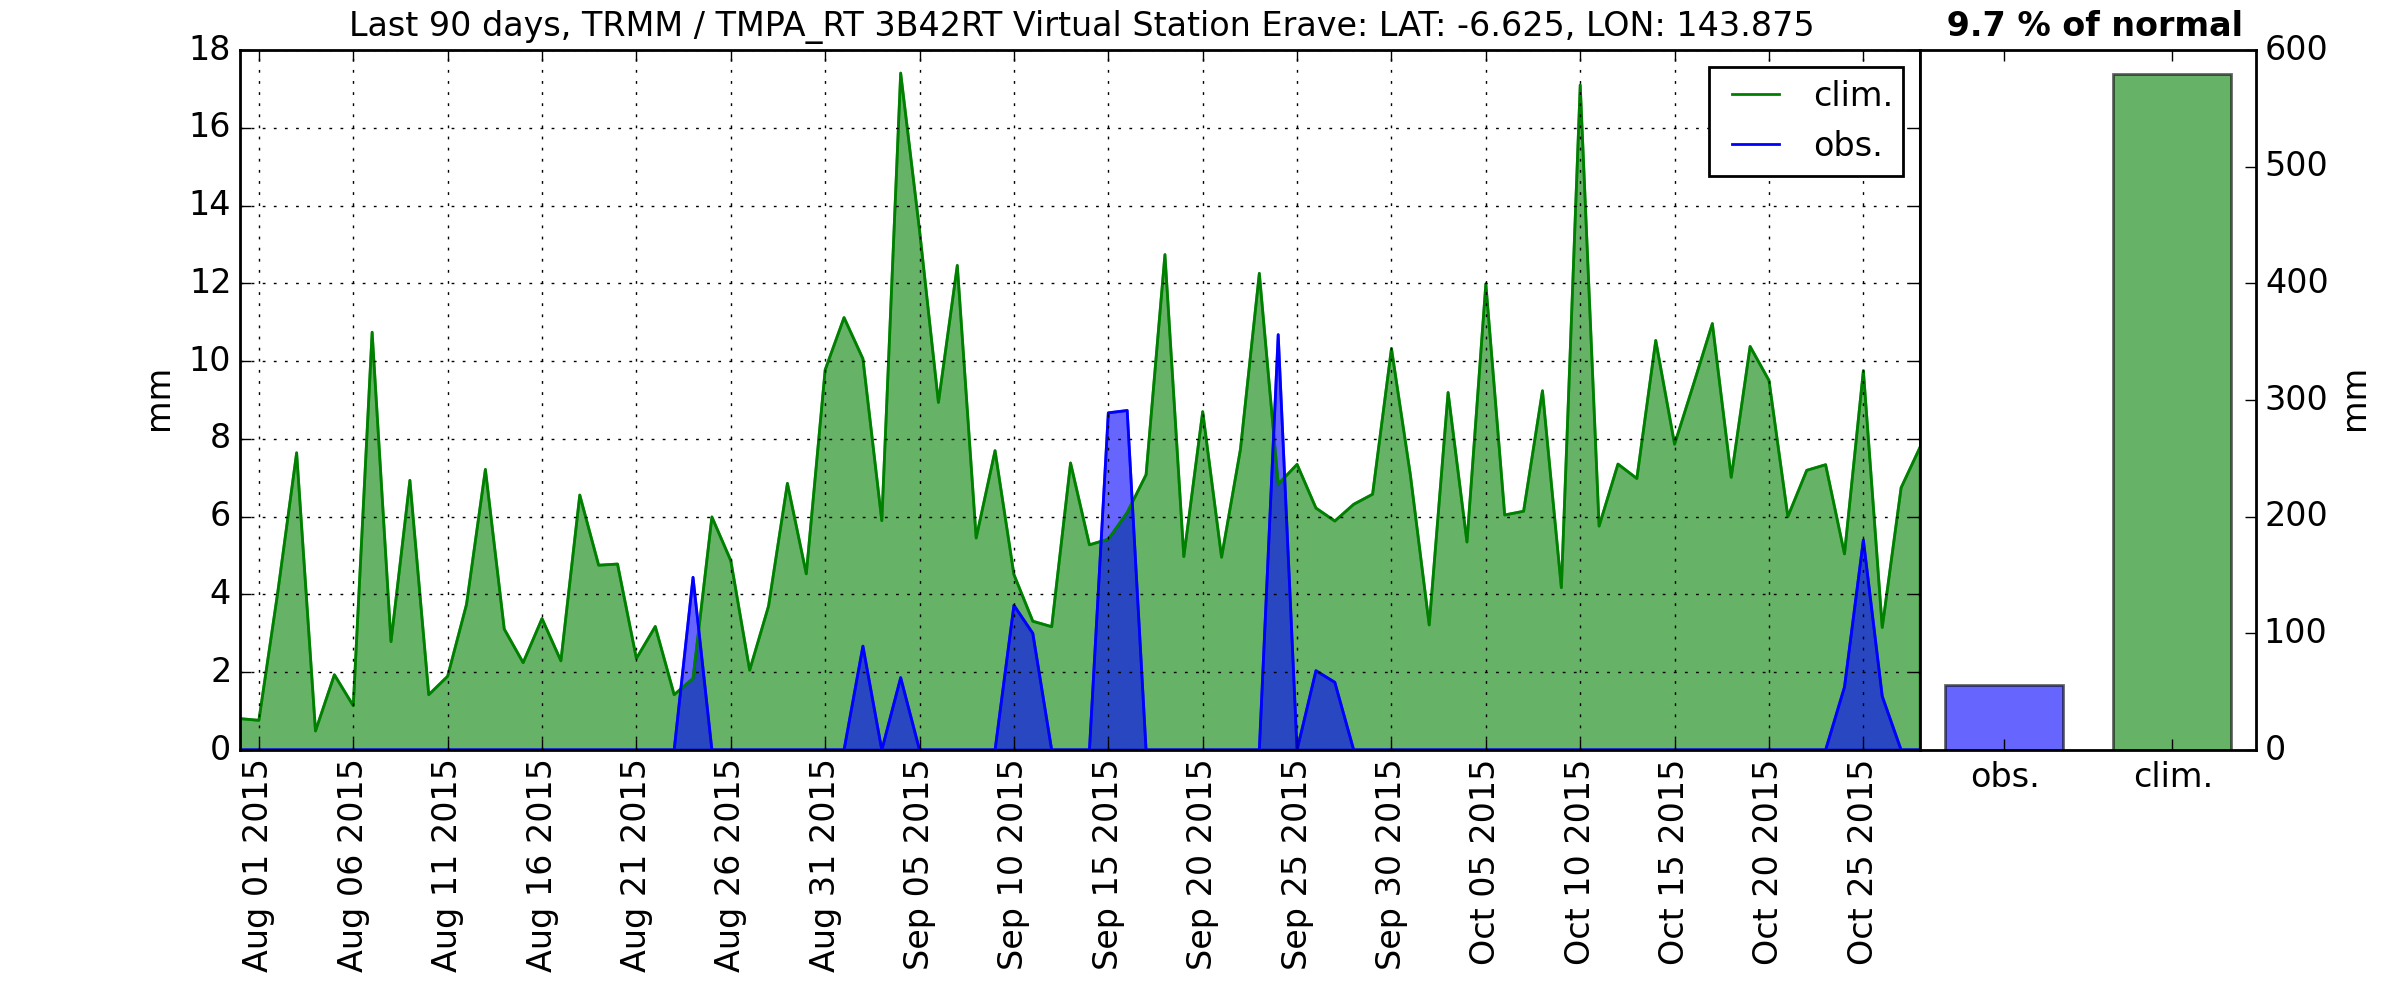 Last 90 days, TRMM / TMPA_RT 3B42RT Virtual Station Erave: LAT: -6.625, LON: 143.875
9.7 % of normal
18
16
14
12
10
8
6
4
2
0
mm
clim.
obs.
600
500
400
300
200
100
0
mm
obs.
clim.
Aug 01 2015
Aug 06 2015
Aug 11 2015
Aug 16 2015
Aug 21 2015
Aug 26 2015
Aug 31 2015
Sep 05 2015
Sep 10 2015
Sep 15 2015
Sep 20 2015
Sep 25 2015
Sep 30 2015
Oct 05 2015
Oct 10 2015
Oct 15 2015
Oct 20 2015
Oct 25 2015